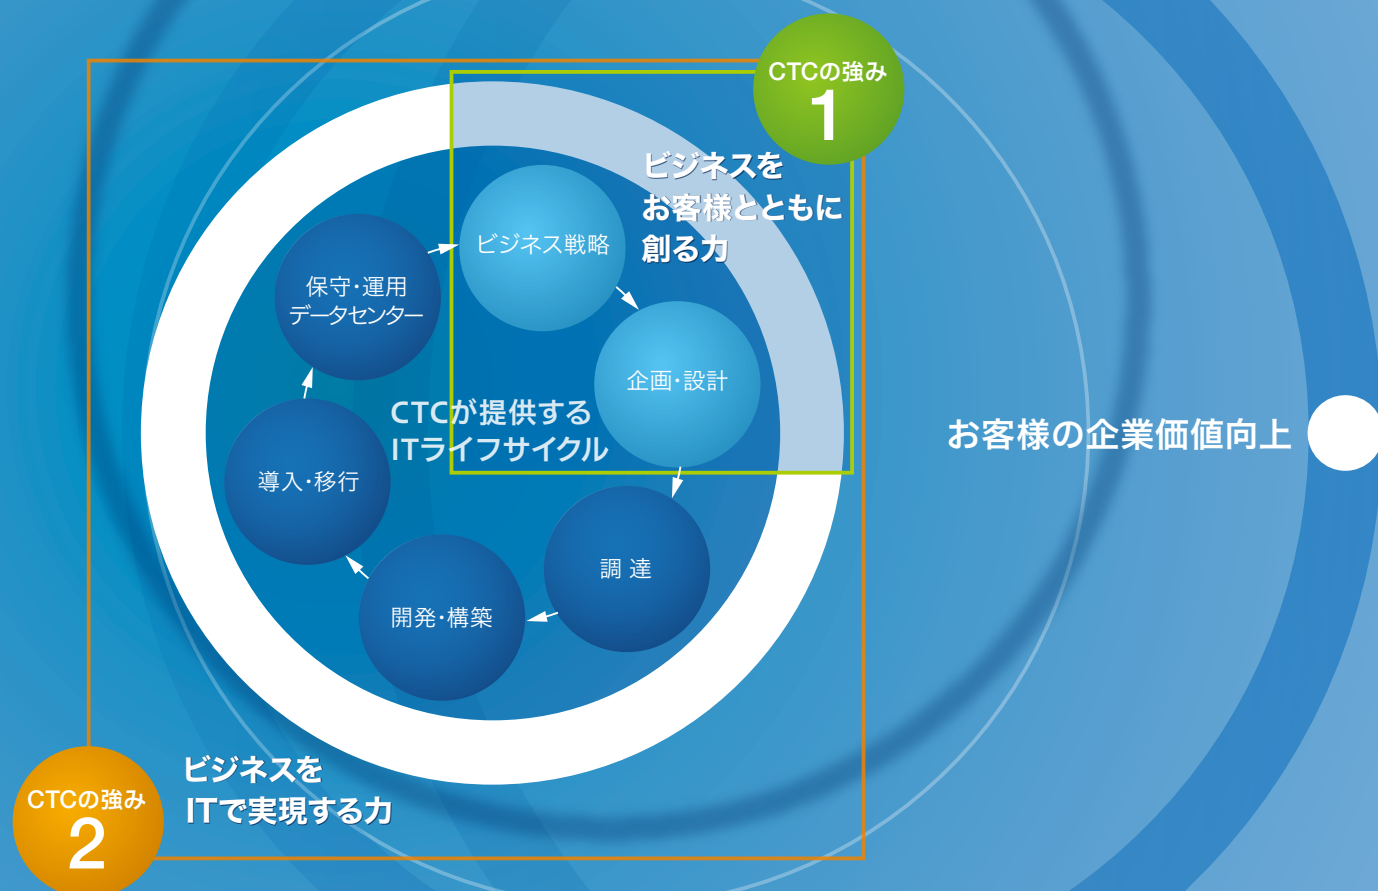 CTCの強み
1
ビジネスを
お客様とともに
創る力
ビジネス戦略
保守・運用
データセンター
企画・設計
CTCが提供する
ITライフサイクル
お客様の企業価値向上
導入・移行
調 達
開発・構築
CTCの強み
2
ビジネスを
ITで実現する力